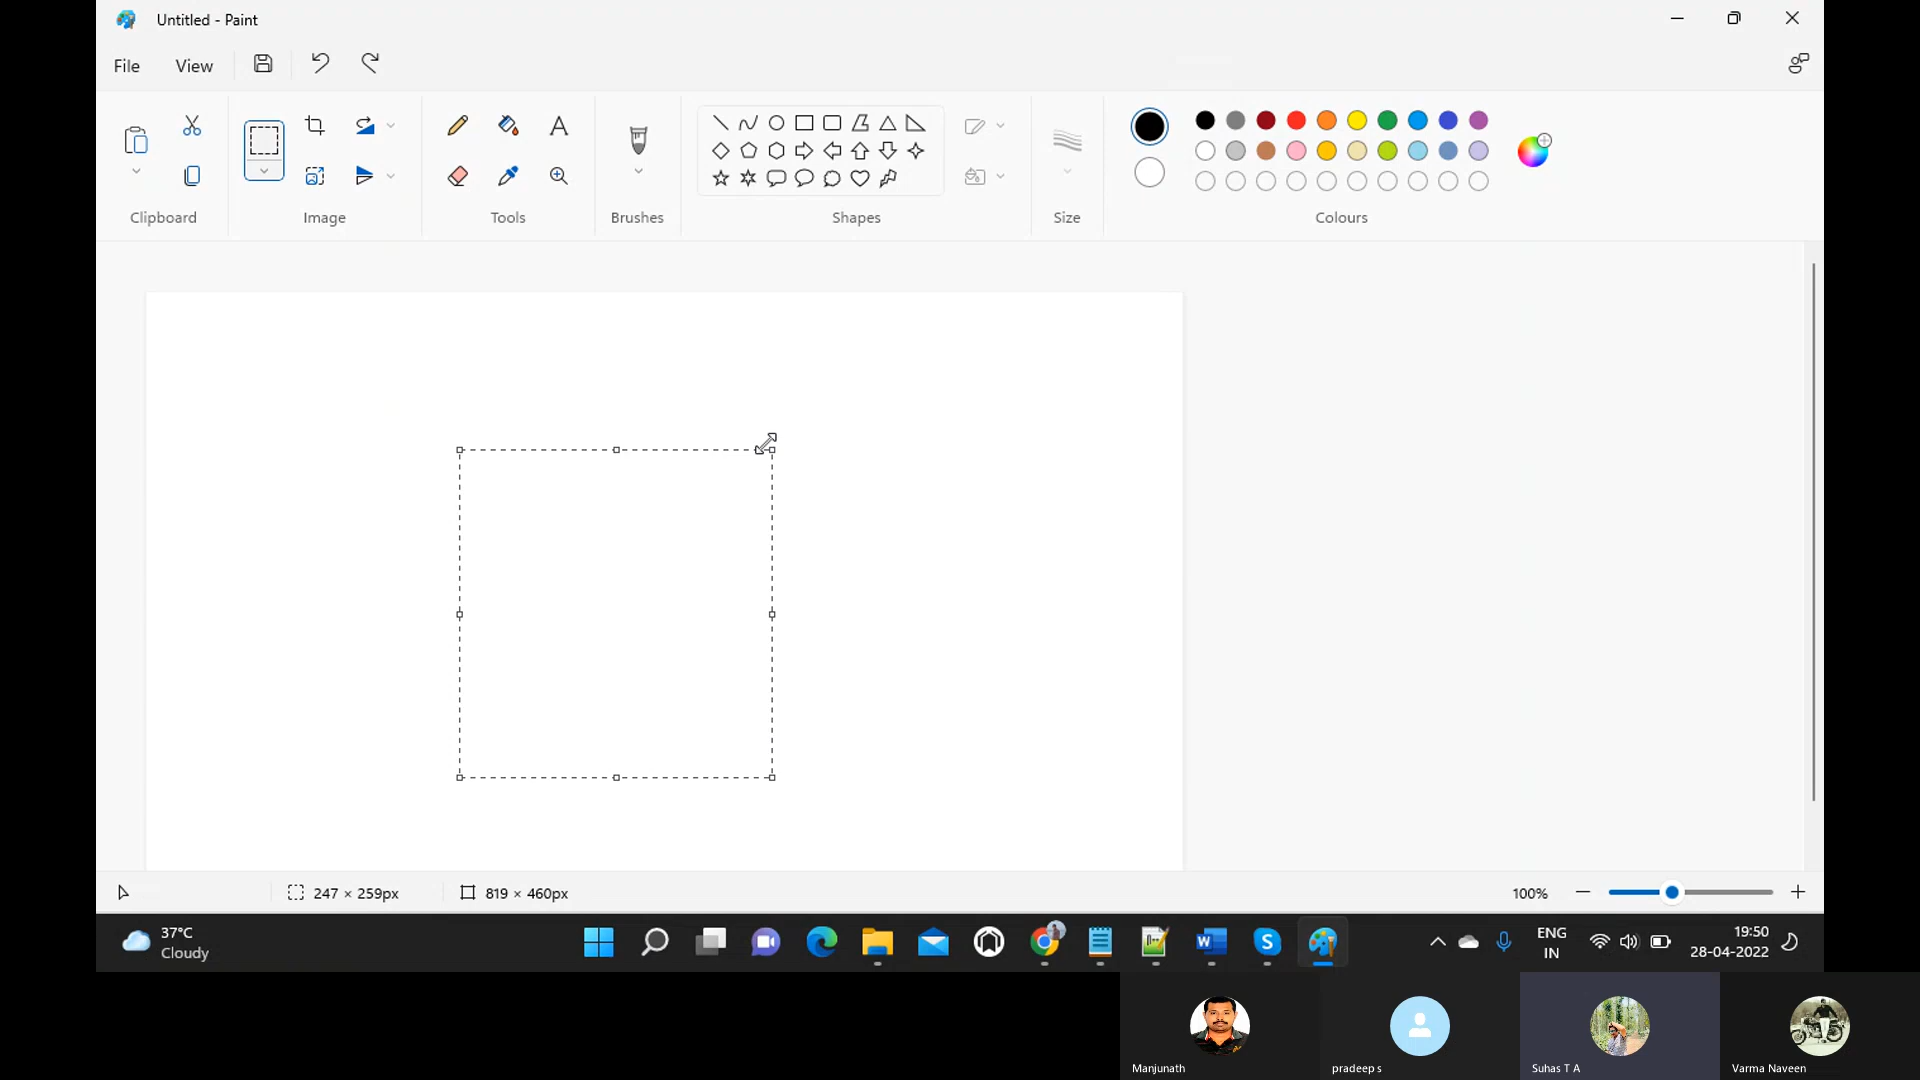 Untitled - Paint
File
View
Clipboard
Image
Tools
Brushes
Shapes
Size
Colours
247 × 259px
819 × 460px
100%
37°C
Cloudy
ENG
IN
19:50
28-04-2022
Manjunath
pradeep s
Suhas T A
Varma Naveen